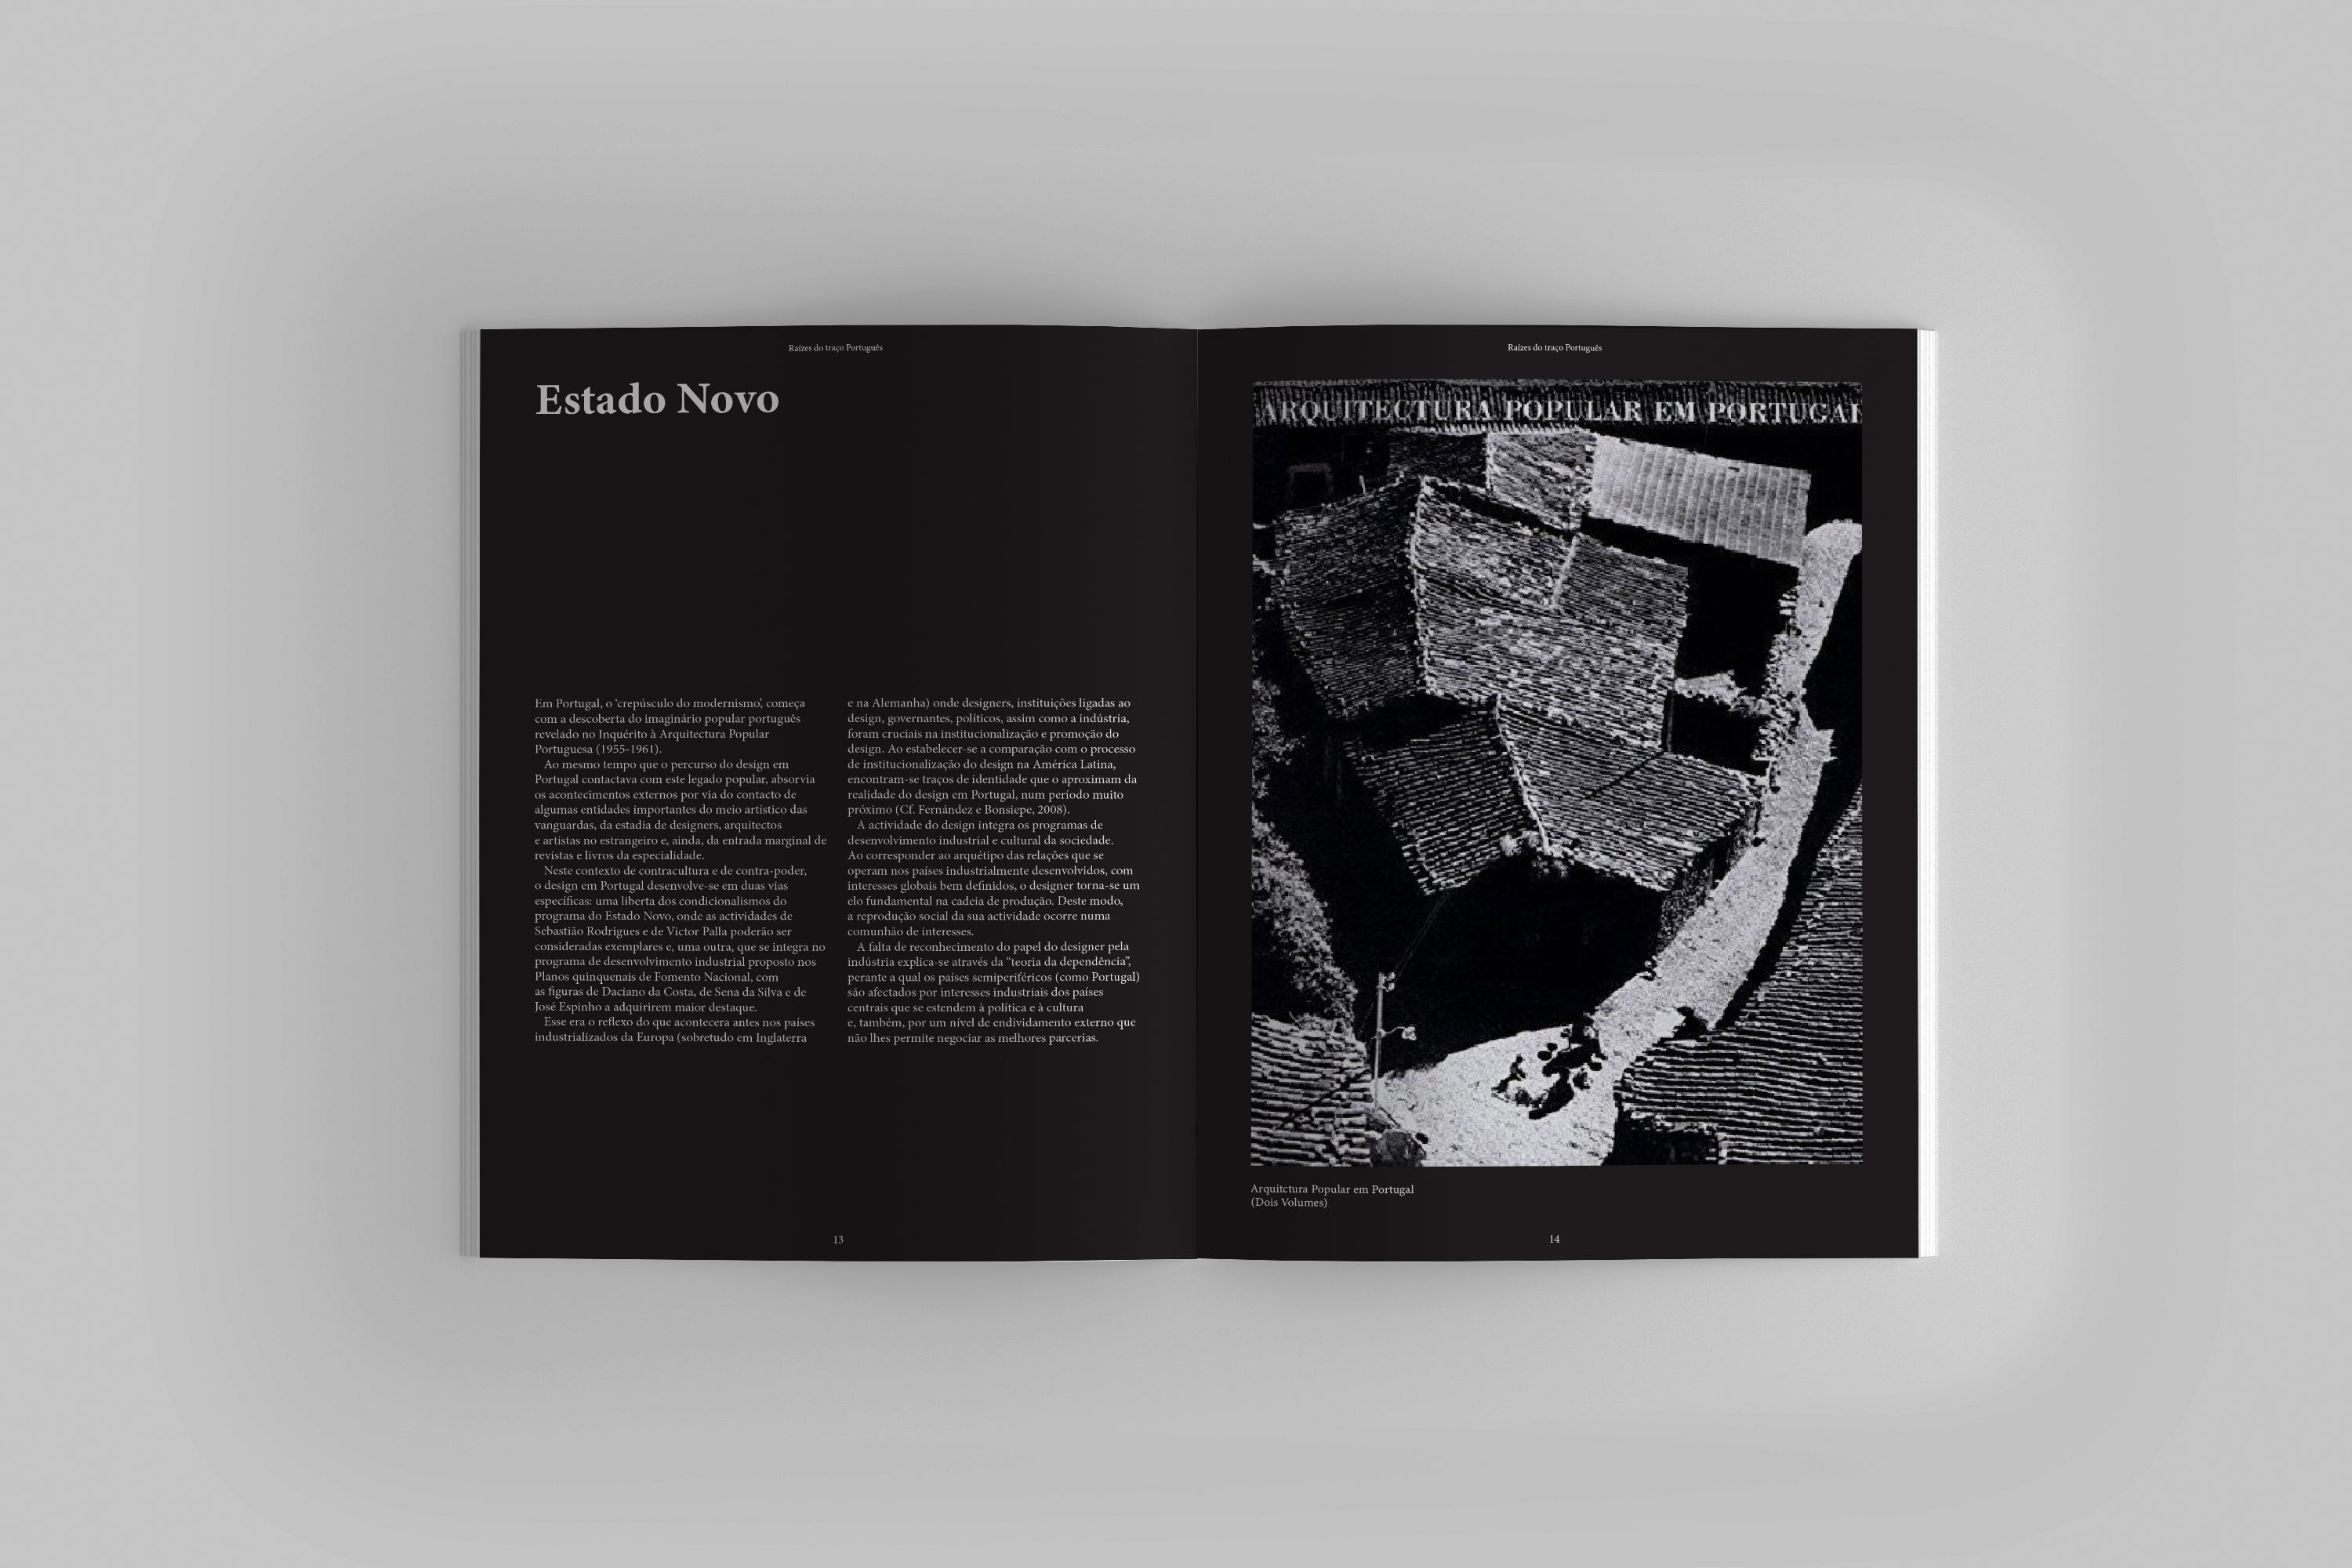 Raízes do traço Português
Estado Novo
Em Portugal, o 'crepúsculo do modernismo', começa
com a descoberta do imaginário popular português
revelado no Inquérito à Arquitectura Popular
Portuguesa (1955-1961).
Ao mesmo tempo que o percurso do design em
Portugal contactava com este legado popular, absorvia
os acontecimentos externos por via do contacto de
algumas entidades importantes do meio artístico das
vanguardas, da estadia de designers, arquitectos
e artistas no estrangeiro e, ainda, da entrada marginal de
revistas e livros da especialidade.
Neste contexto de contracultura e de contra-poder,
o design em Portugal desenvolve-se em duas vias
específicas: uma liberta dos condicionalismos do
programa do Estado Novo, onde as actividades de
Sebastião Rodrigues e de Victor Palla poderão ser
consideradas exemplares e, uma outra, que se integra no
programa de desenvolvimento industrial proposto nos
Planos quinquenais de Fomento Nacional, com
as figuras de Daciano da Costa, de Sena da Silva e de
José Espinho a adquirirem maior destaque.
Esse era o reflexo do que acontecera antes nos países
industrializados da Europa (sobretudo em Inglaterra
e na Alemanha) onde designers, instituições ligadas ao
design, governantes, políticos, assim como a indústria,
foram cruciais na institucionalização e promoção do
design. Ao estabelecer-se a comparação com o processo
de institucionalização do design na América Latina,
encontram-se traços de identidade que o aproximam da
realidade do design em Portugal, num período muito
próximo (Cf. Fernández e Bonsiepe, 2008).
A actividade do design integra os programas de
desenvolvimento industrial e cultural da sociedade.
Ao corresponder ao arquétipo das relações que se
operam nos países industrialmente desenvolvidos, com
interesses globais bem definidos, o designer torna-se um
elo fundamental na cadeia de produção. Deste modo,
a reprodução social da sua actividade ocorre numa
comunhão de interesses.
A falta de reconhecimento do papel do designer pela
indústria explica-se através da "teoria da dependência",
perante a qual os países semiperiféricos (como Portugal)
são afectados por interesses industriais dos países
centrais que se estendem à política e à cultura
e, também, por um nível de endividamento externo que
não lhes permite negociar as melhores parcerias.
13
Raízes do traço Português
ARQUITECTURA POPULAR EM PORTUGAL
Arquitctura Popular em Portugal
(Dois Volumes)
14